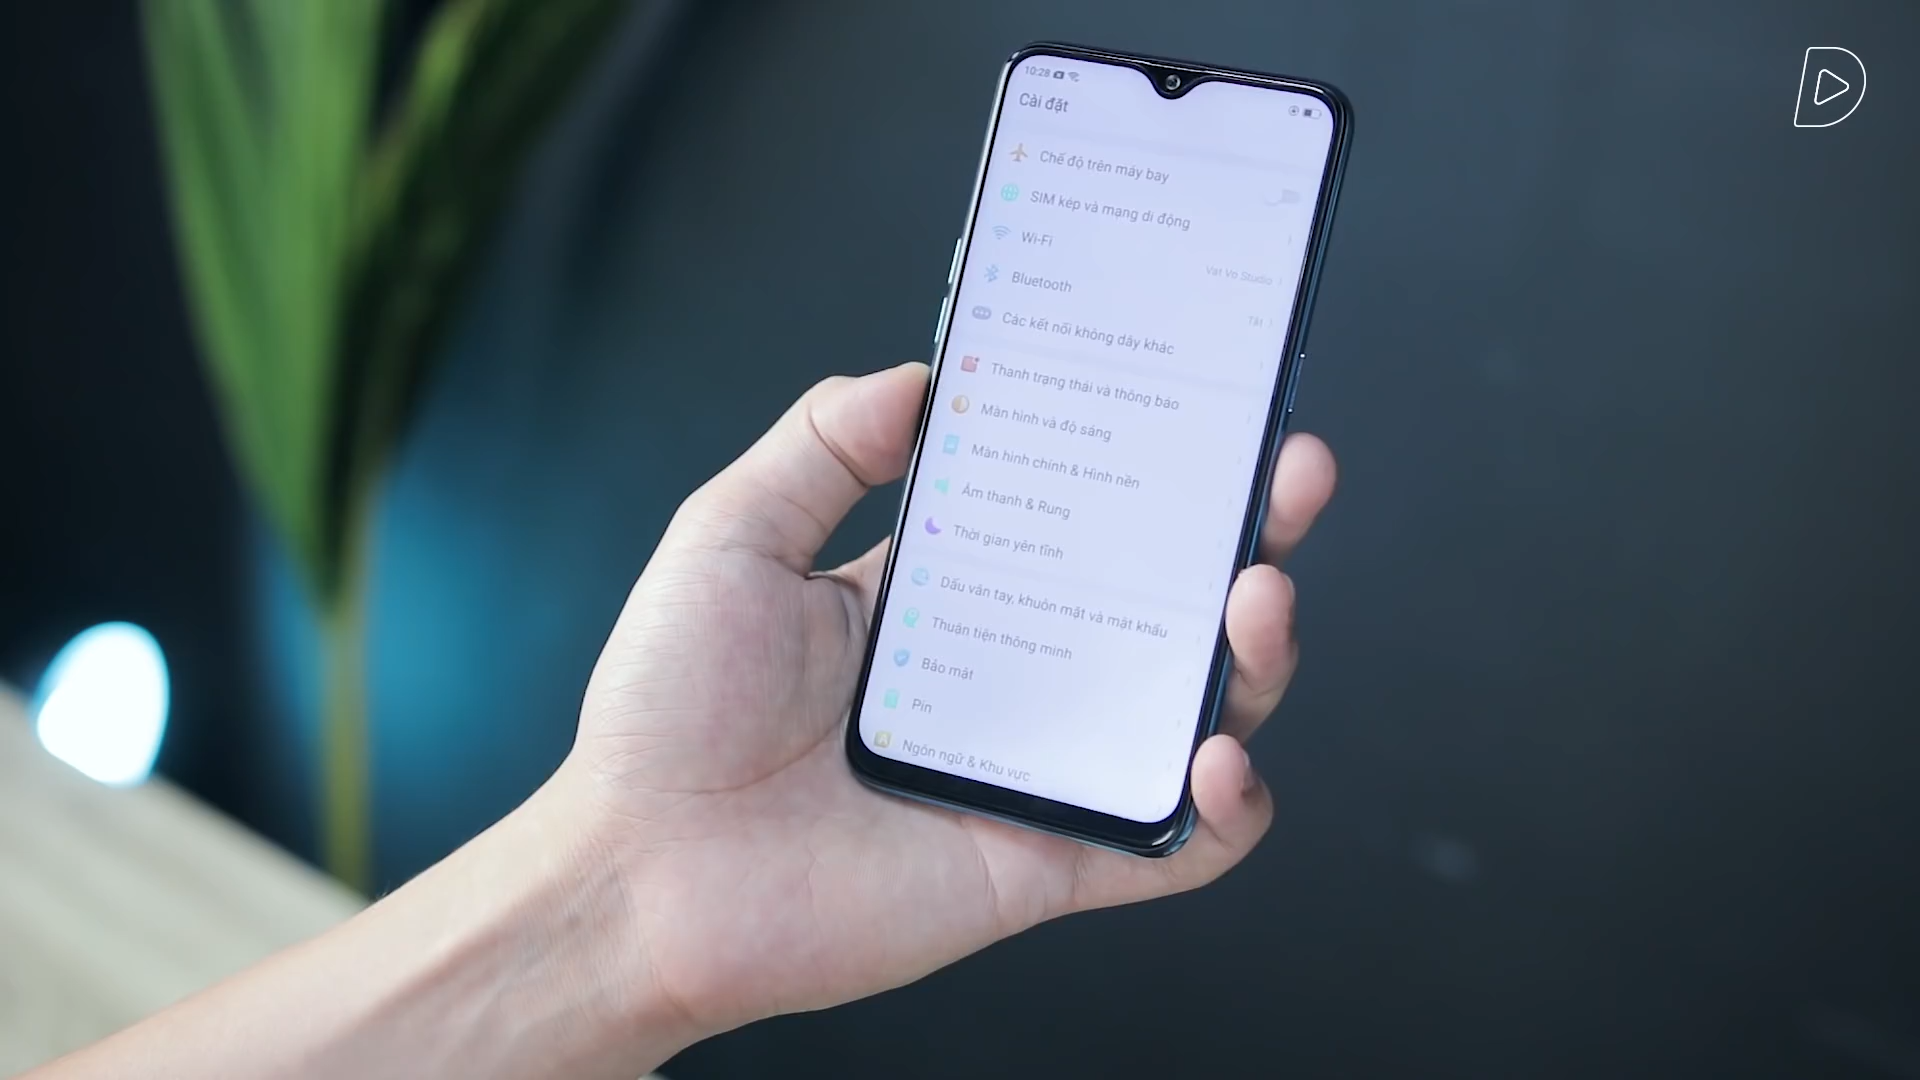 10:28
Cài đặt
Chế độ trên máy bay
SIM kép và mạng di động
Wi-Fi
Vat Vo Studio
Bluetooth
Tắt
Các kết nối không dây khác
Thanh trạng thái và thông báo
Màn hình và độ sáng
Màn hình chính & Hình nền
Âm thanh & Rung
Thời gian yên tĩnh
Dấu vân tay, khuôn mặt và mật khẩu
Thuận tiện thông minh
Bảo mật
Pin
Ngôn ngữ & Khu vực